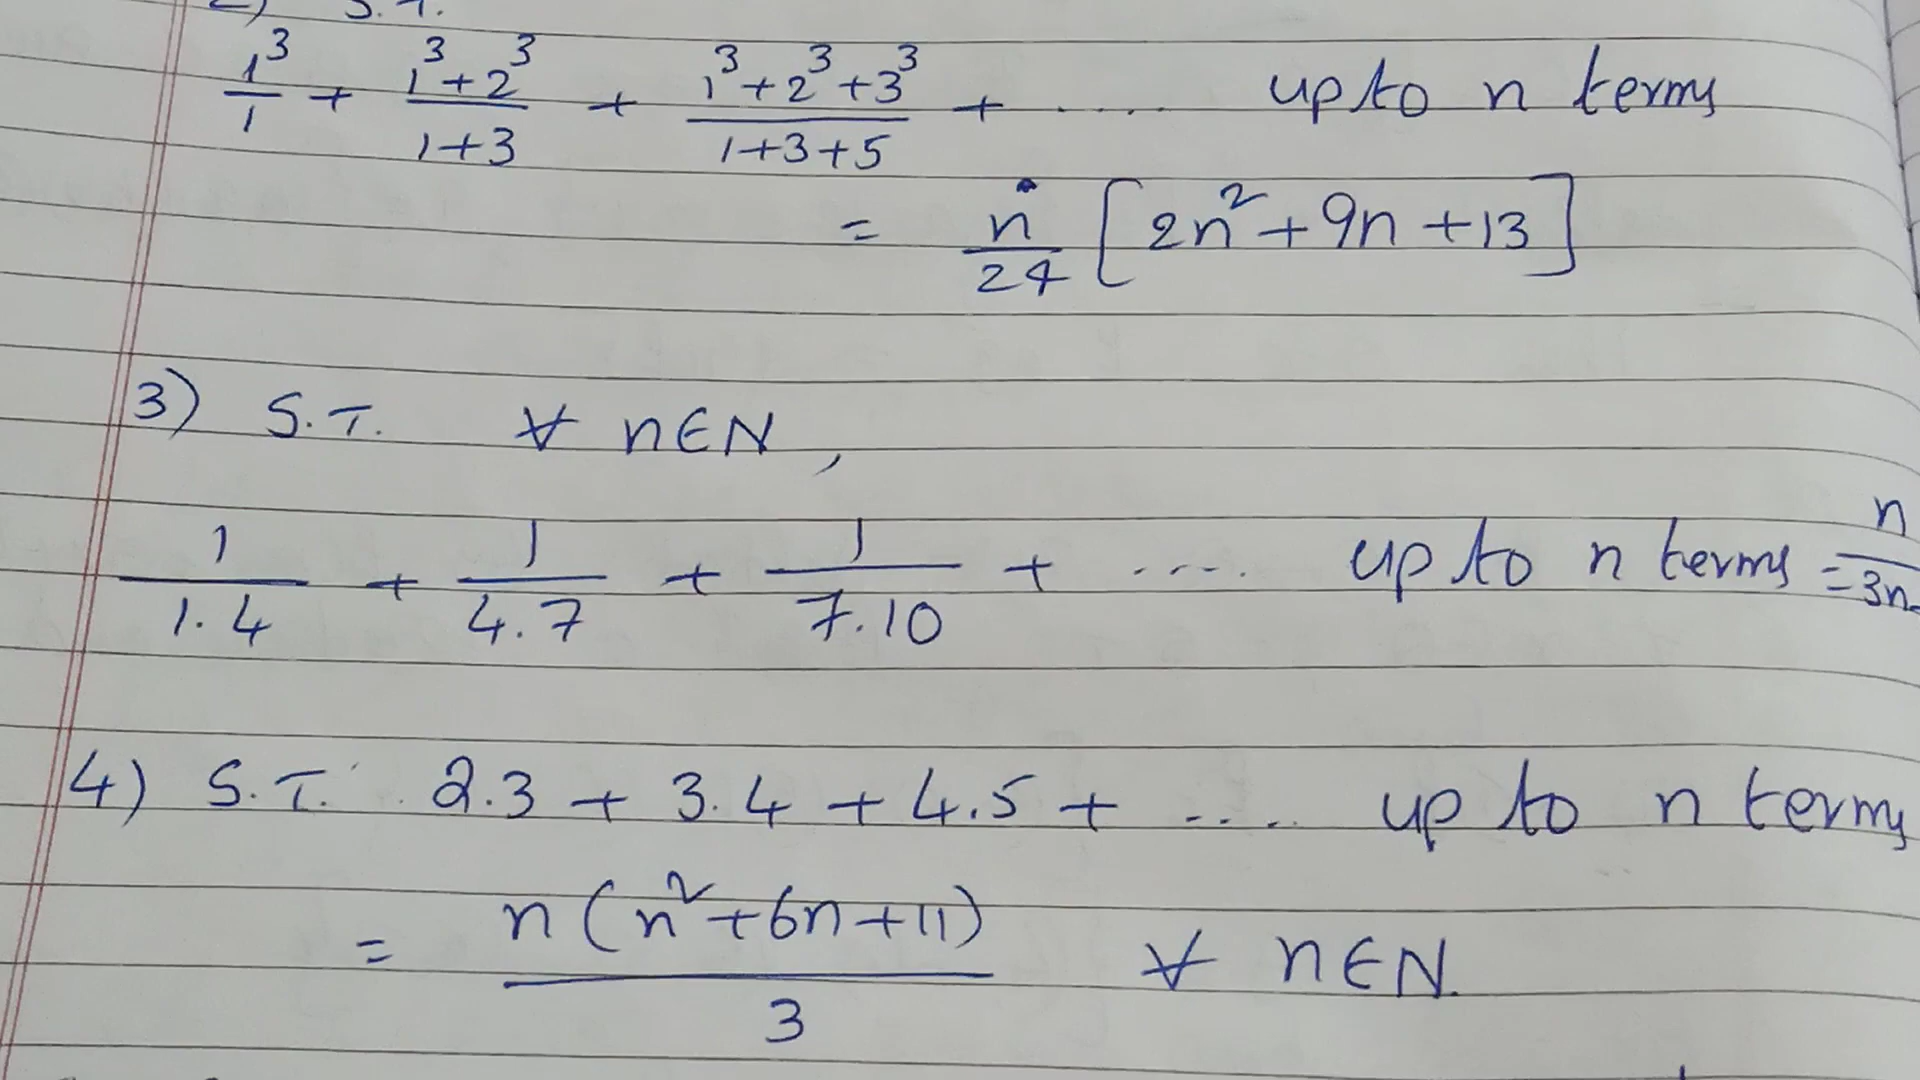 2) S.T.
1³/1 + (1³+2³)/(1+3) + (1³+2³+3³)/(1+3+5) + .... upto n terms
= n/24 [2n²+9n+13]
3) S.T. ∀ n∈N,
1/1.4 + 1/4.7 + 1/7.10 + ..... up to n terms = n/3n
4) S.T. 2.3 + 3.4 + 4.5 + .... up to n terms
= n(n²+6n+11)/3 ∀ n∈N.